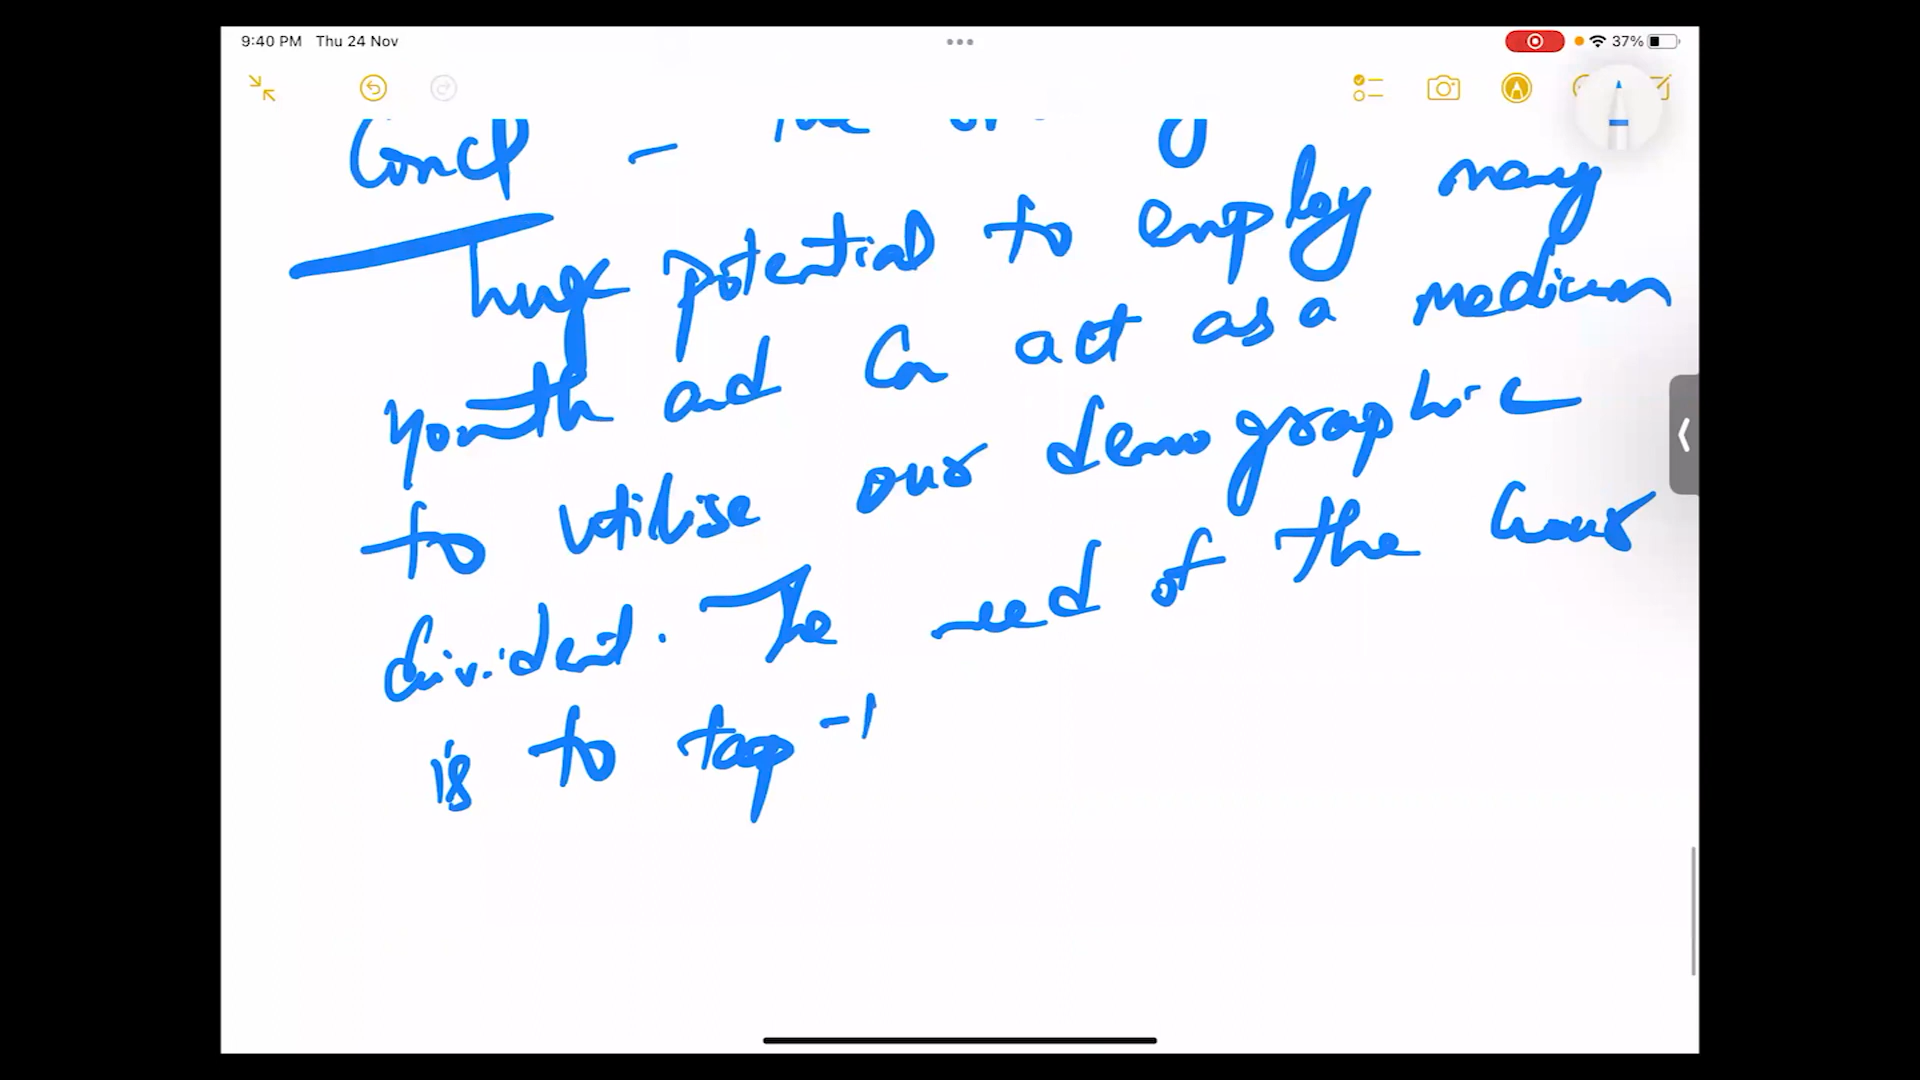 9:40 PM Thu 24 Nov
37%
Concl -
huge potential to employ many
youth and can act as a medium
to utilise our demographic
divident. The need of the hour
is to tap